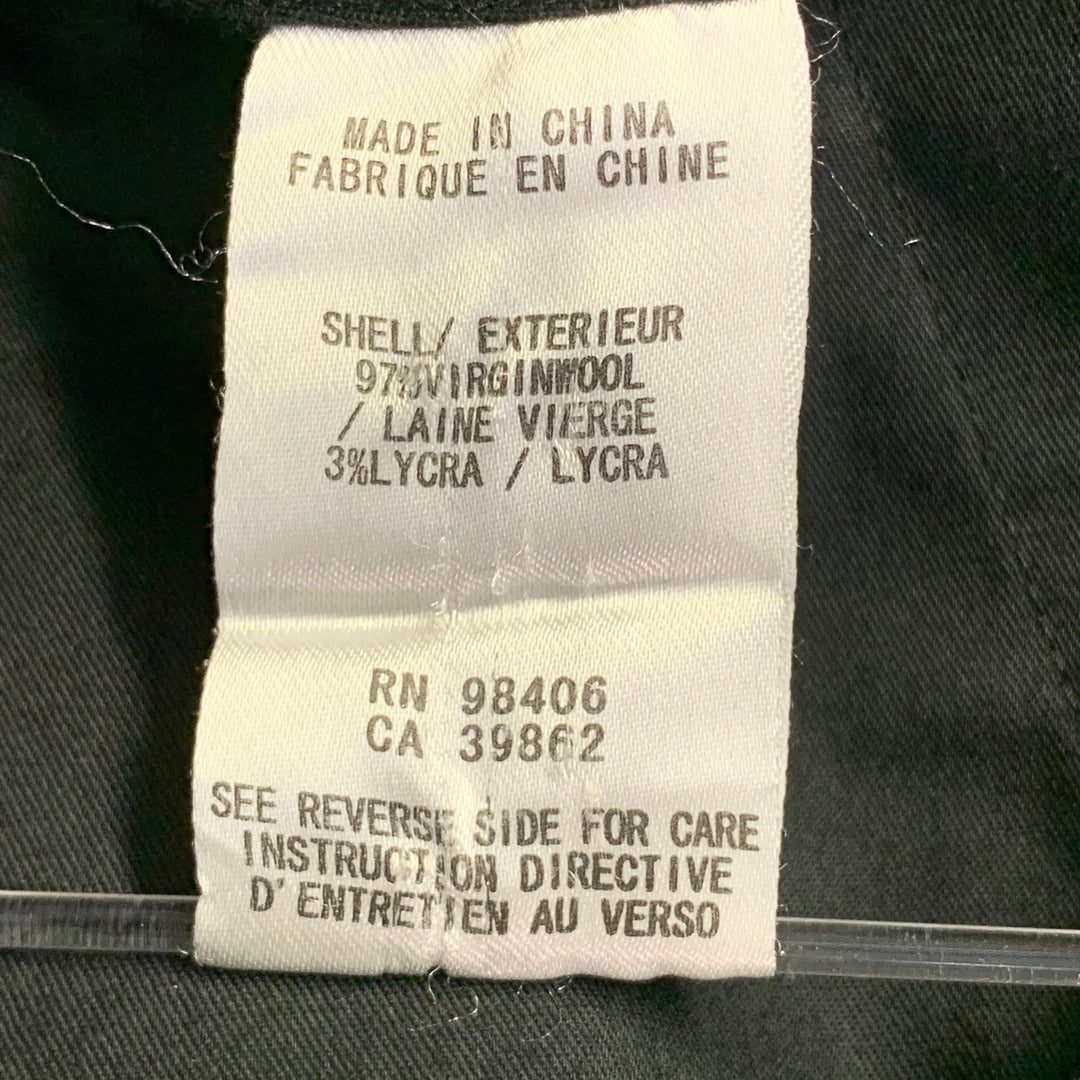 MADE IN CHINA
FABRIQUE EN CHINE
SHELL/ EXTERIEUR
97%VIRGINWOOL
/ LAINE VIERGE
3%LYCRA / LYCRA
RN 98406
CA 39862
SEE REVERSE SIDE FOR CARE
INSTRUCTION DIRECTIVE
D'ENTRETIEN AU VERSO